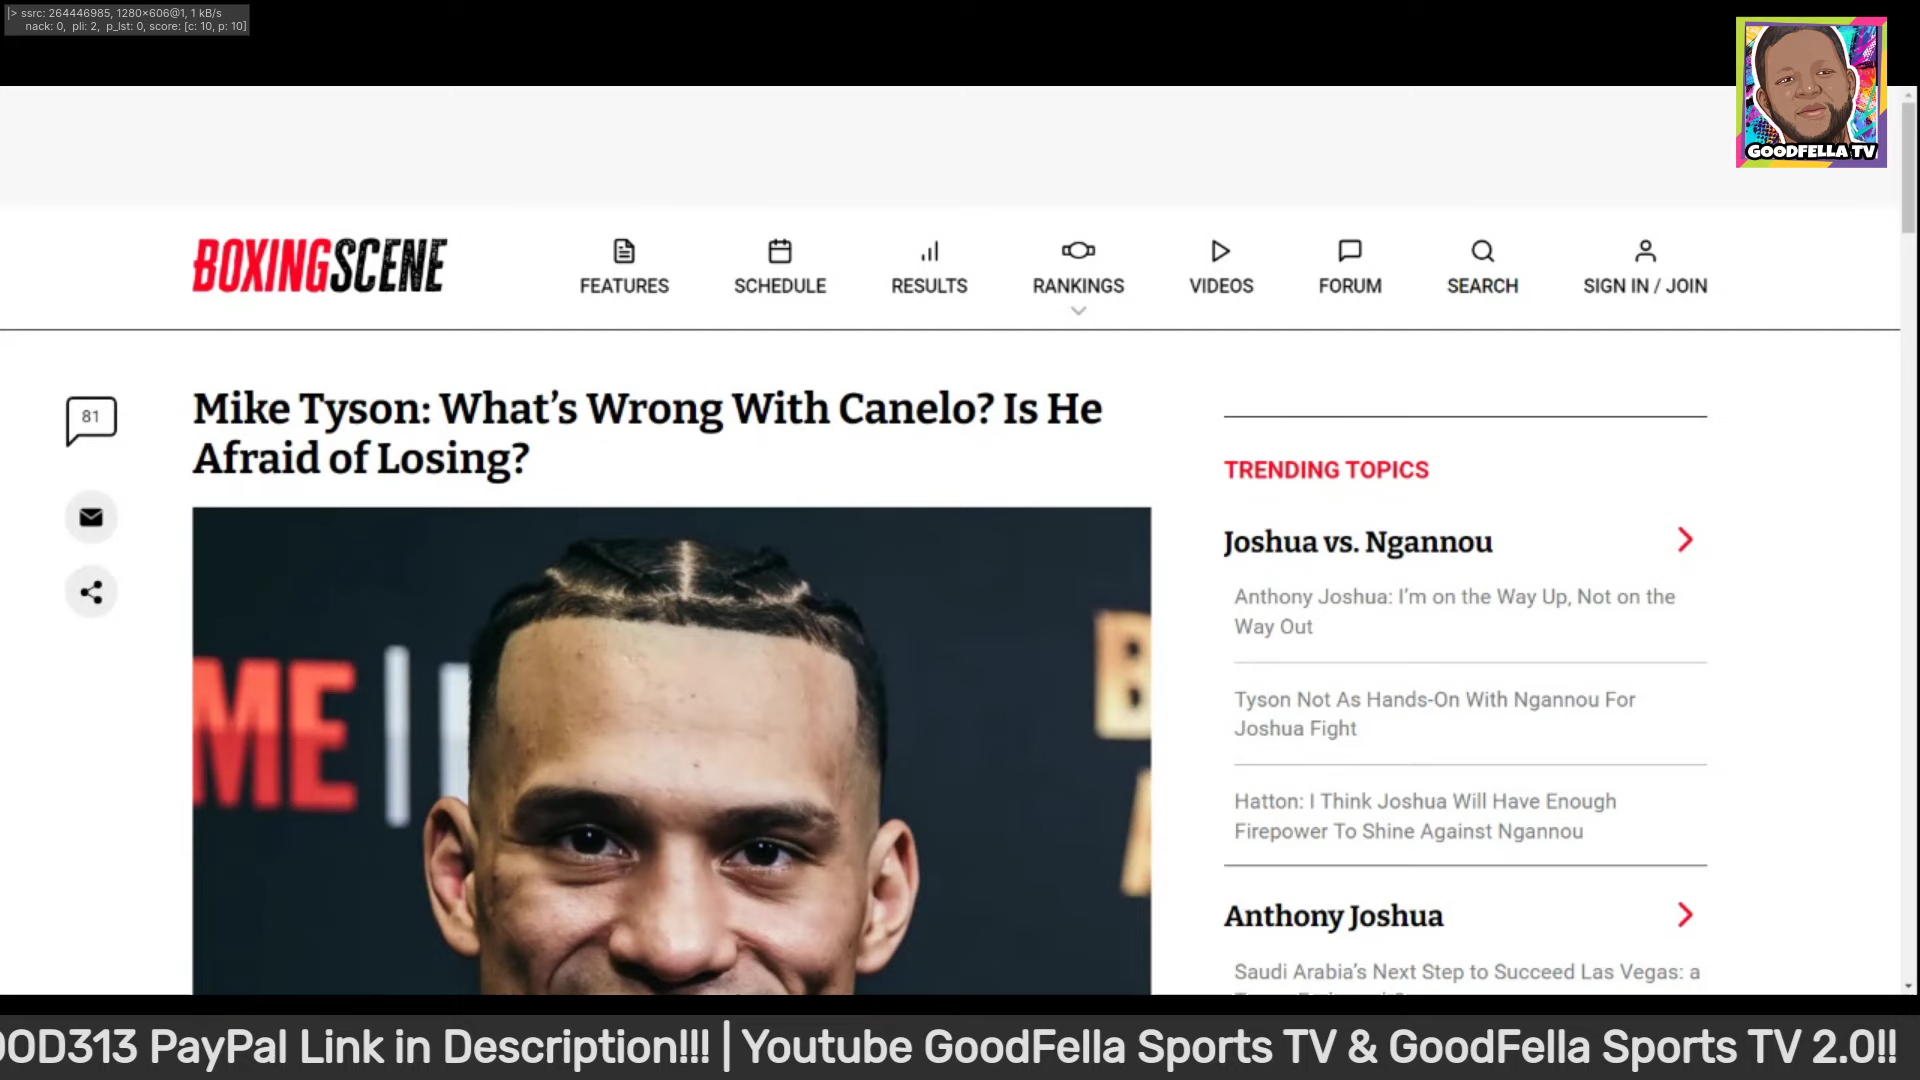 |> ssrc: 264446985, 1280×606@1, 1 kB/s
nack: 0, pli: 2, p_lst: 0, score: [c: 10, p: 10]
GOODFELLA TV
BOXINGSCENE
FEATURES
SCHEDULE
RESULTS
RANKINGS
VIDEOS
FORUM
SEARCH
SIGN IN / JOIN
81
Mike Tyson: What’s Wrong With Canelo? Is He
Afraid of Losing?
ME
TRENDING TOPICS
Joshua vs. Ngannou
Anthony Joshua: I’m on the Way Up, Not on the
Way Out
Tyson Not As Hands-On With Ngannou For
Joshua Fight
Hatton: I Think Joshua Will Have Enough
Firepower To Shine Against Ngannou
Anthony Joshua
Saudi Arabia’s Next Step to Succeed Las Vegas: a
OOD313 PayPal Link in Description!!! | Youtube GoodFella Sports TV & GoodFella Sports TV 2.0!!